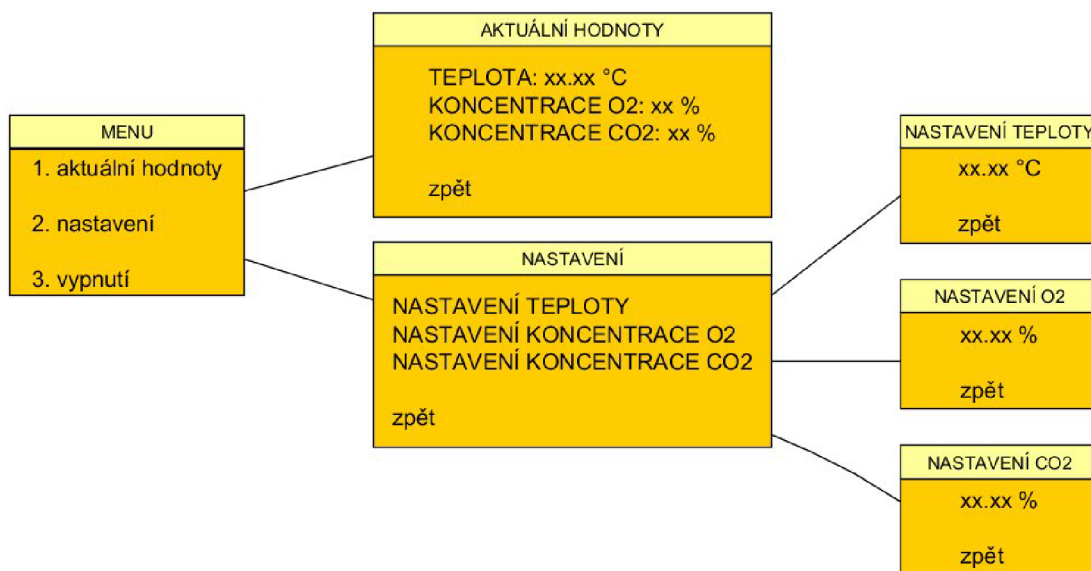 MENU
1. aktuální hodnoty
2. nastavení
3. vypnutí
AKTUÁLNÍ HODNOTY
TEPLOTA: xx.xx °C
KONCENTRACE O2: xx %
KONCENTRACE CO2: xx %
zpět
NASTAVENÍ
NASTAVENÍ TEPLOTY
NASTAVENÍ KONCENTRACE O2
NASTAVENÍ KONCENTRACE CO2
zpět
NASTAVENÍ TEPLOTY
xx.xx °C
zpět
NASTAVENÍ O2
xx.xx %
zpět
NASTAVENÍ CO2
xx.xx %
zpět